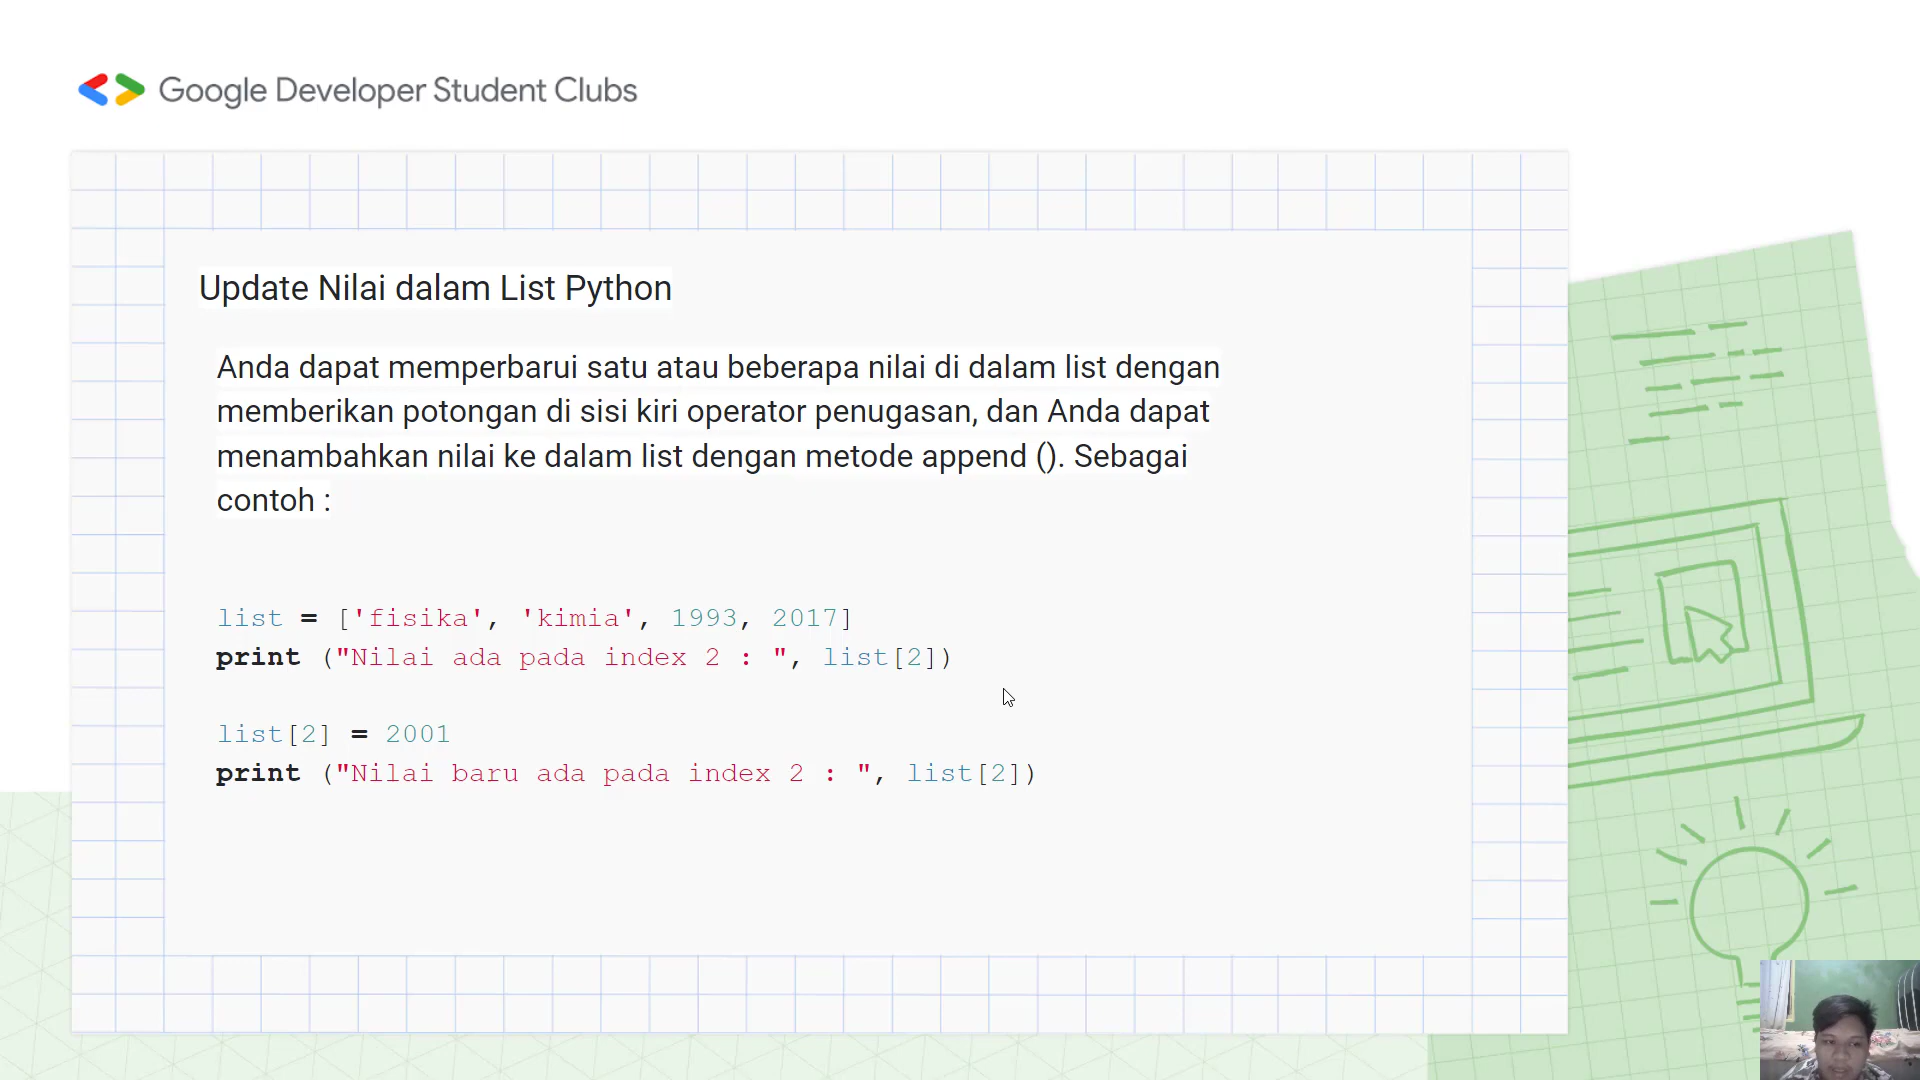 Google Developer Student Clubs
Update Nilai dalam List Python
Anda dapat memperbarui satu atau beberapa nilai di dalam list dengan
memberikan potongan di sisi kiri operator penugasan, dan Anda dapat
menambahkan nilai ke dalam list dengan metode append (). Sebagai
contoh :
list = ['fisika', 'kimia', 1993, 2017]
print ("Nilai ada pada index 2 : ", list[2])
list[2] = 2001
print ("Nilai baru ada pada index 2 : ", list[2])